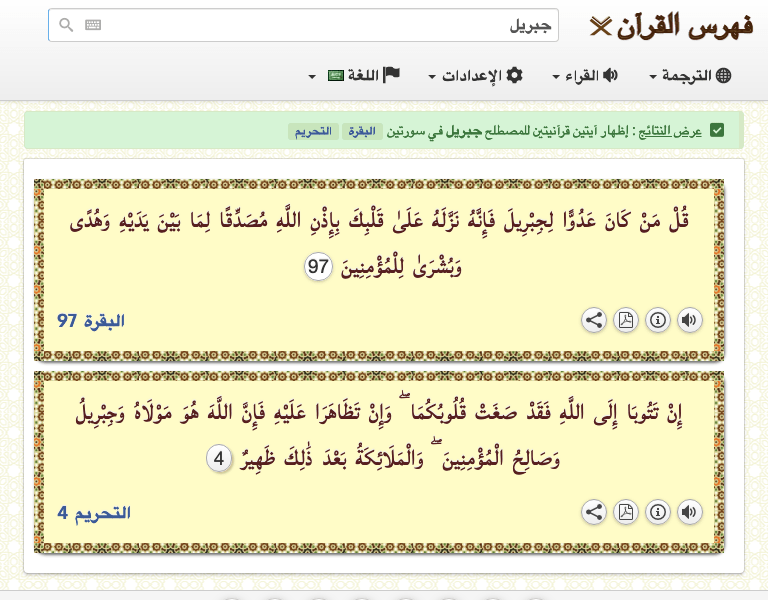 فهرس القرآن
جبريل
الترجمة القراء الإعدادات اللغة
عرض النتائج : إظهار آيتين قرآنيتين للمصطلح جبريل في سورتين البقرة التحريم
قُلْ مَنْ كَانَ عَدُوًّا لِجِبْرِيلَ فَإِنَّهُ نَزَّلَهُ عَلَىٰ قَلْبِكَ بِإِذْنِ اللَّهِ مُصَدِّقًا لِمَا بَيْنَ يَدَيْهِ وَهُدًى
وَبُشْرَىٰ لِلْمُؤْمِنِينَ 97
البقرة 97
إِنْ تَتُوبَا إِلَى اللَّهِ فَقَدْ صَغَتْ قُلُوبُكُمَا ۖ وَإِنْ تَظَاهَرَا عَلَيْهِ فَإِنَّ اللَّهَ هُوَ مَوْلَاهُ وَجِبْرِيلُ
وَصَالِحُ الْمُؤْمِنِينَ ۖ وَالْمَلَائِكَةُ بَعْدَ ذَٰلِكَ ظَهِيرٌ 4
التحريم 4